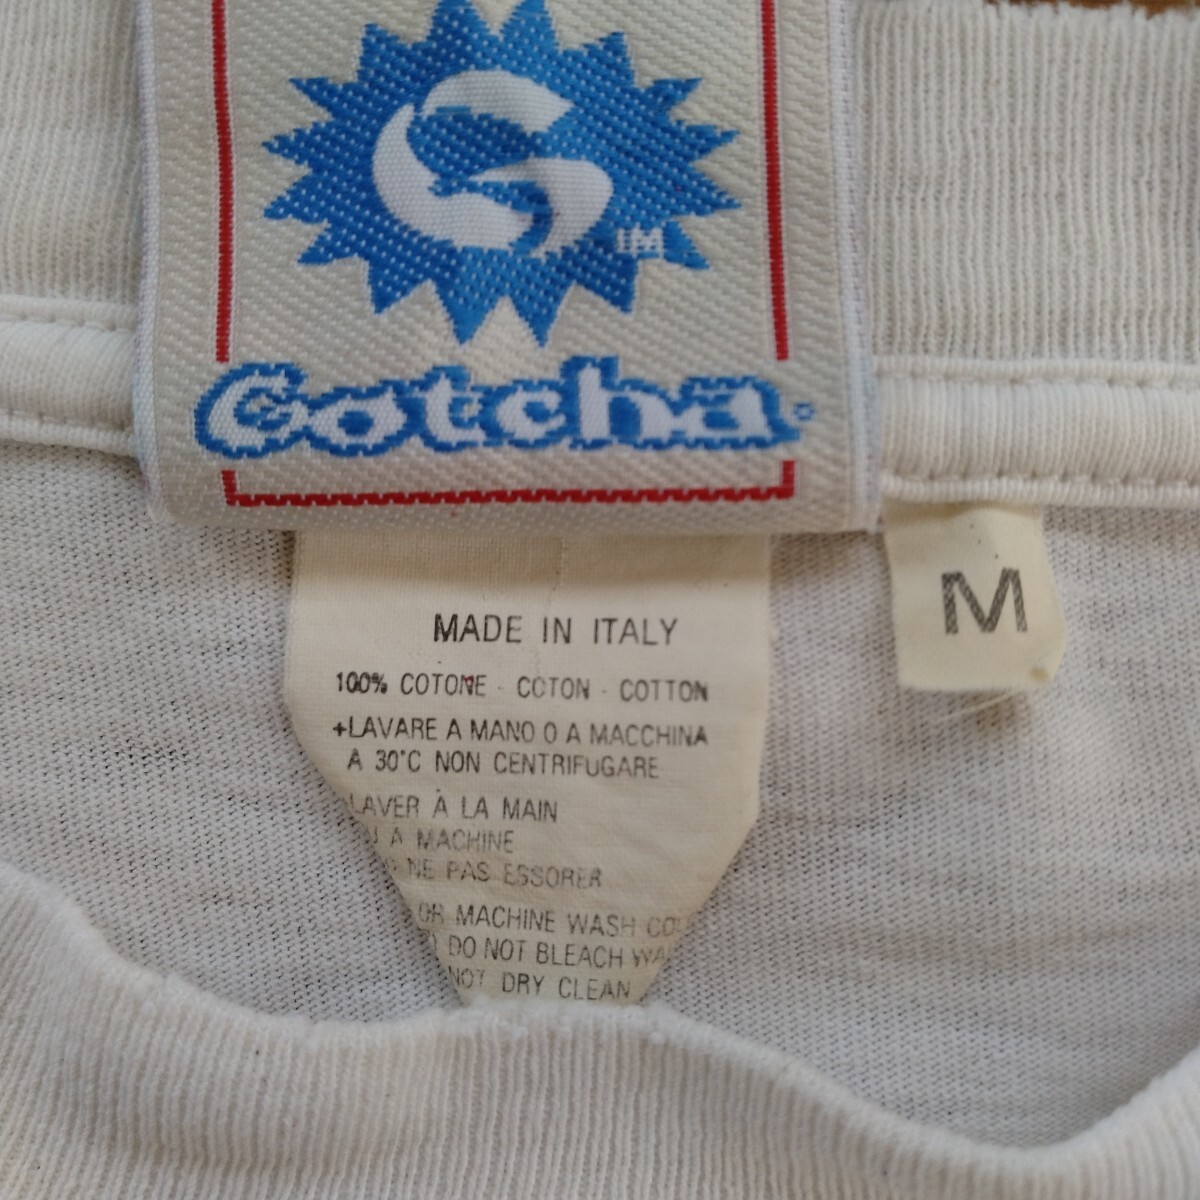 TM
Gotcha
M
MADE IN ITALY
100% COTONE - COTON - COTTON
+LAVARE A MANO O A MACCHINA
A 30°C NON CENTRIFUGARE
LAVER À LA MAIN
A MACHINE
NE PAS ESSORER
OR MACHINE WASH
DO NOT BLEACH
NOT DRY CLEAN